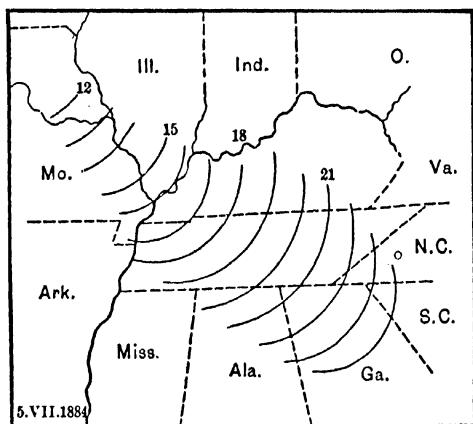 Ill.
Ind.
O.
12
15
18
Mo.
21
Va.
N.C.
o
Ark.
S.C.
Miss.
Ala.
Ga.
5.VII.1884